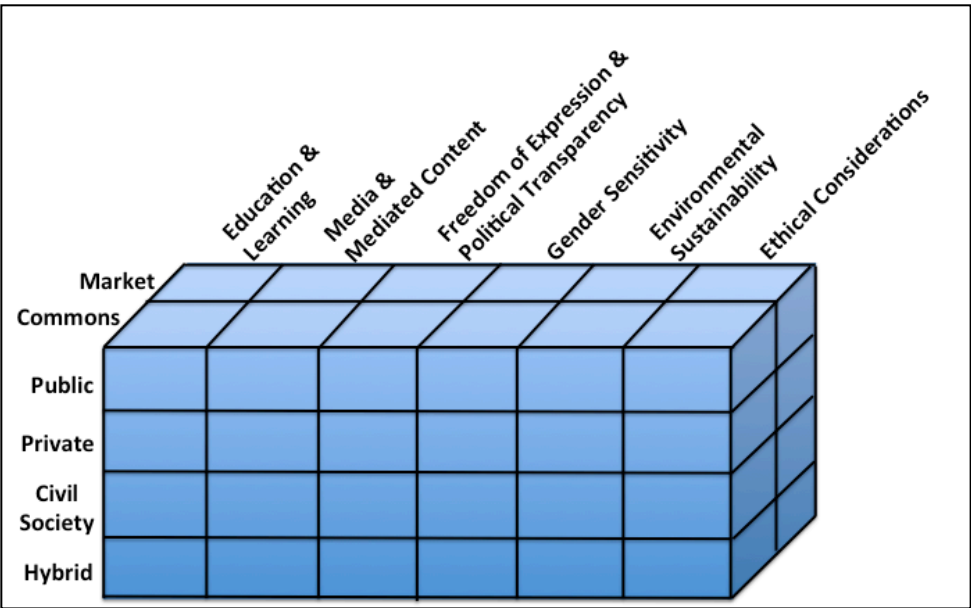 Education &
Learning
Media &
Mediated Content
Freedom of Expression &
Political Transparency
Gender Sensitivity
Environmental
Sustainability
Ethical Considerations
Market
Commons
Public
Private
Civil
Society
Hybrid